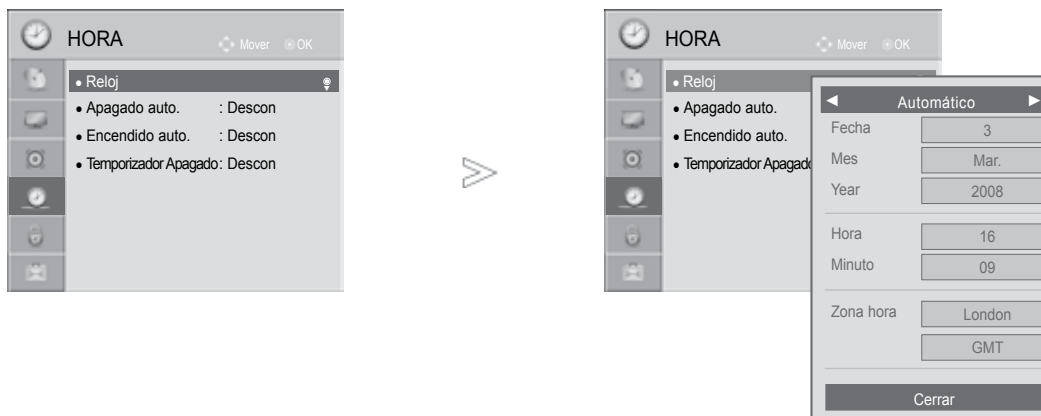 HORA
Mover OK
• Reloj
• Apagado auto. : Descon
• Encendido auto. : Descon
• Temporizador Apagado : Descon
HORA
Mover OK
• Reloj
• Apagado auto.
• Encendido auto.
• Temporizador Apagado
◄ Automático ►
Fecha 3
Mes Mar.
Year 2008
Hora 16
Minuto 09
Zona hora London
GMT
Cerrar